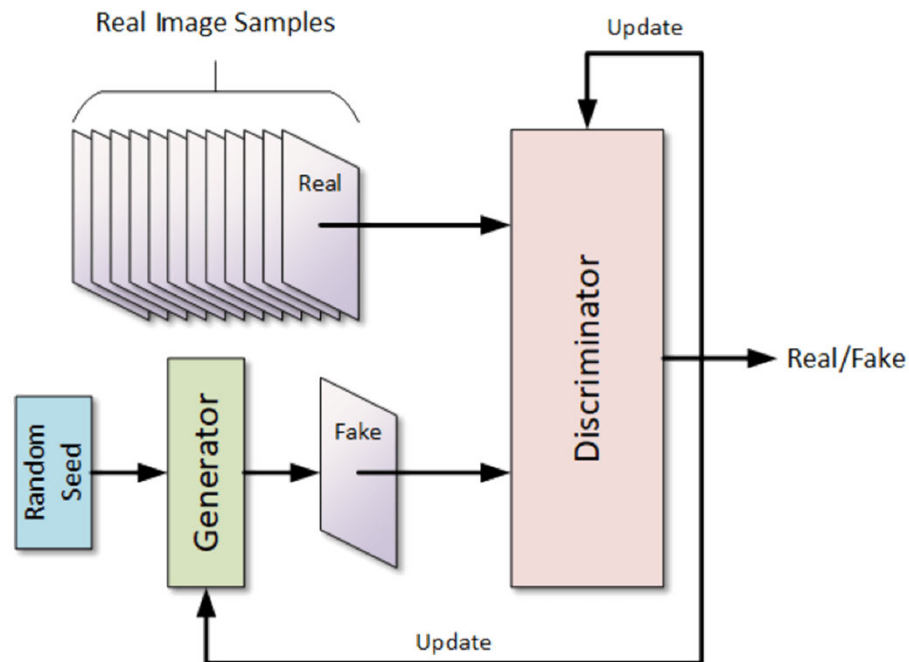 Real Image Samples
Update
Real
Discriminator
Real/Fake
Random
Seed
Generator
Fake
Update